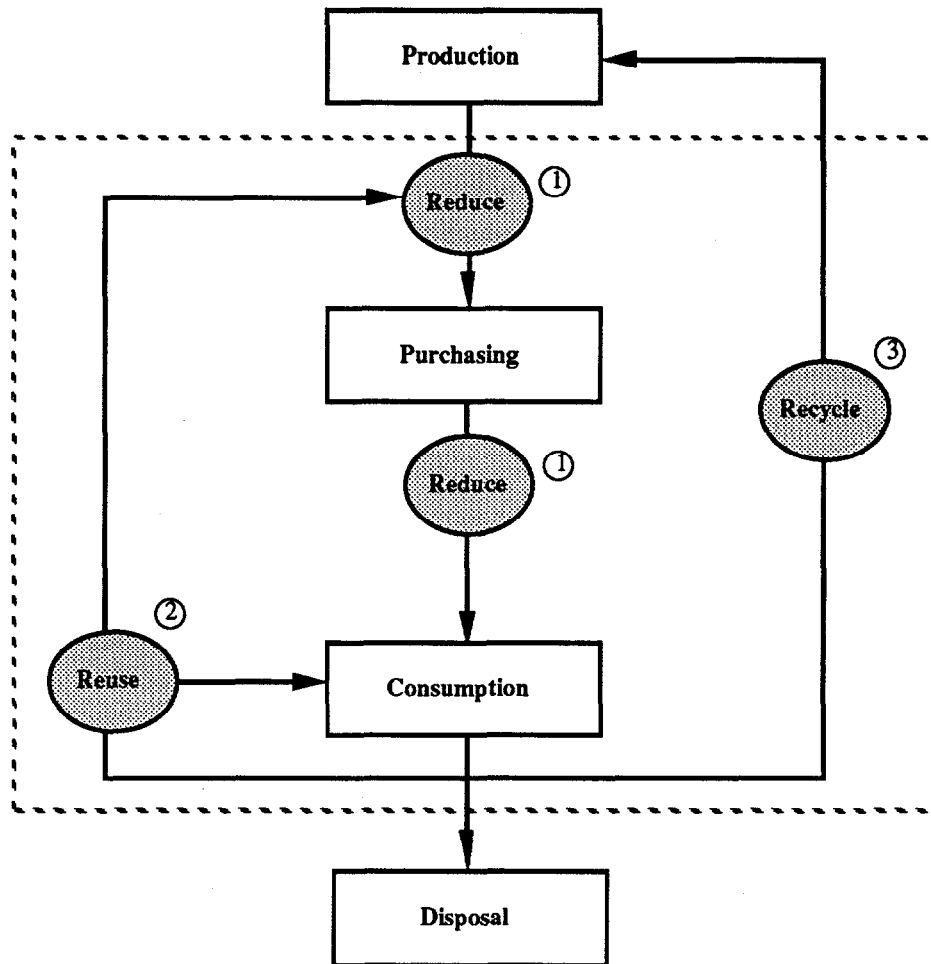 Production
Reduce
1
Purchasing
3
Recycle
Reduce
1
2
Reuse
Consumption
Disposal